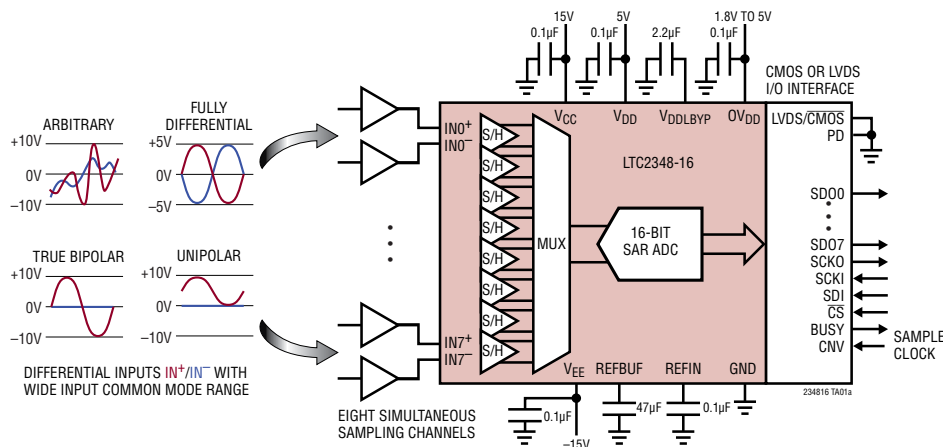 15V
5V
1.8V TO 5V
0.1µF
0.1µF
2.2µF
0.1µF
CMOS OR LVDS
I/O INTERFACE
ARBITRARY
FULLY
DIFFERENTIAL
+10V
0V
–10V
+5V
0V
–5V
TRUE BIPOLAR
UNIPOLAR
+10V
0V
–10V
+10V
0V
–10V
DIFFERENTIAL INPUTS IN+/IN– WITH
WIDE INPUT COMMON MODE RANGE
IN0+
IN0–
IN7+
IN7–
EIGHT SIMULTANEOUS
SAMPLING CHANNELS
VCC
VDD
VDDLBYP
OVDD
LTC2348-16
S/H
S/H
S/H
S/H
S/H
S/H
S/H
S/H
MUX
16-BIT
SAR ADC
LVDS/CMOS
PD
SDO0
SDO7
SCKO
SCKI
SDI
CS
BUSY
CNV
SAMPLE
CLOCK
VEE
REFBUF
REFIN
GND
0.1µF
47µF
0.1µF
–15V
234816 TA01a